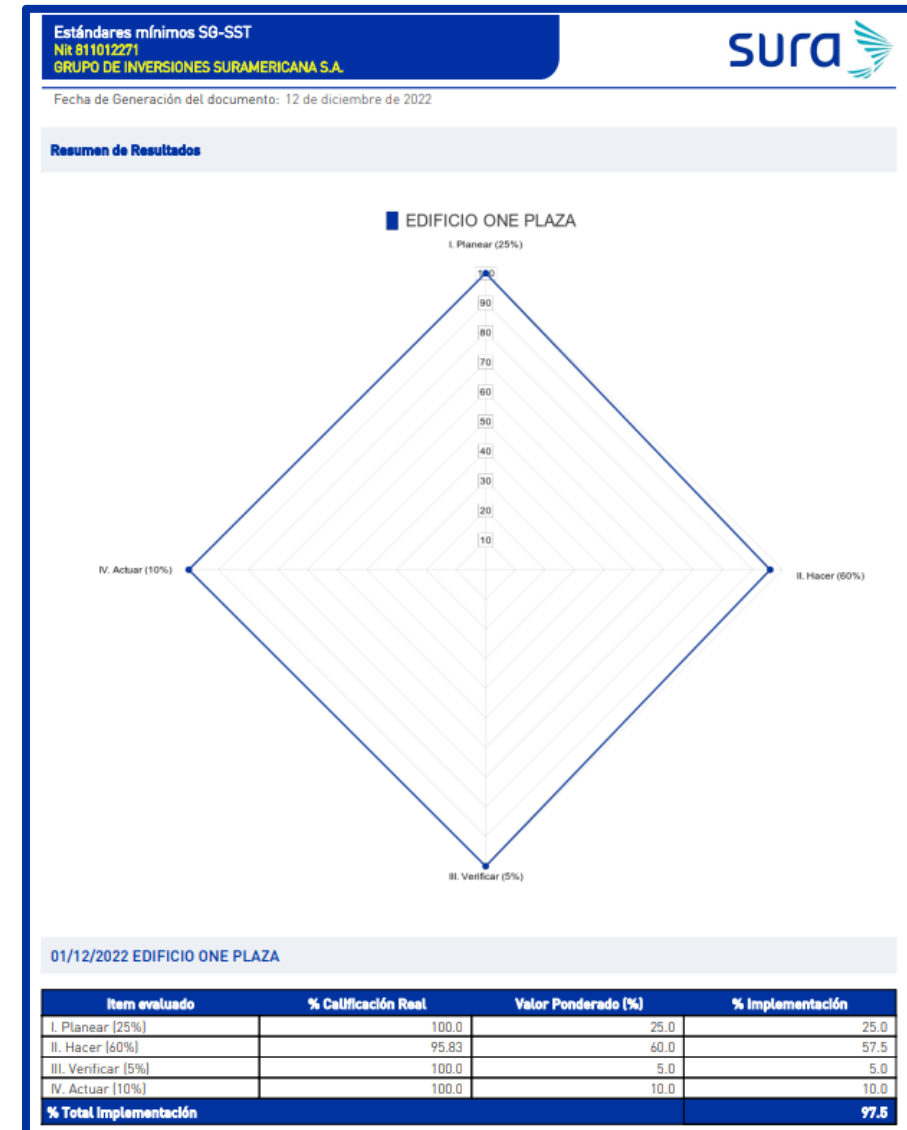 Estándares mínimos SG-SST
Nit 811012271
GRUPO DE INVERSIONES SURAMERICANA S.A.
sura
Fecha de Generación del documento: 12 de diciembre de 2022
Resumen de Resultados
EDIFICIO ONE PLAZA
I. Planear (25%)
100
90
80
70
60
50
40
30
20
10
IV. Actuar (10%)
II. Hacer (60%)
III. Verificar (5%)
01/12/2022 EDIFICIO ONE PLAZA
Item evaluado % Calificación Real Valor Ponderado (%) % Implementación
I. Planear (25%) 100.0 25.0 25.0
II. Hacer (60%) 95.83 60.0 57.5
III. Verificar (5%) 100.0 5.0 5.0
IV. Actuar (10%) 100.0 10.0 10.0
% Total Implementación 97.5